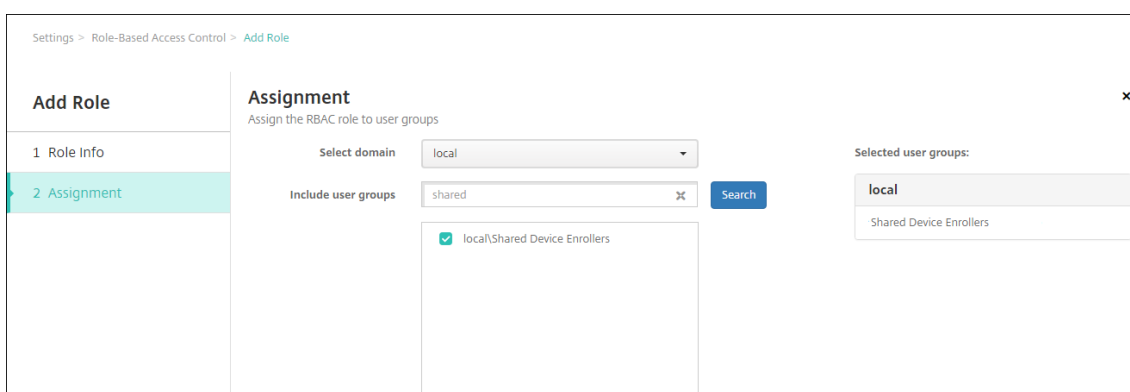 Settings > Role-Based Access Control > Add Role
Add Role
1 Role Info
2 Assignment
Assignment
Assign the RBAC role to user groups
Select domain
local
Include user groups
shared
Search
local\Shared Device Enrollers
Selected user groups:
local
Shared Device Enrollers